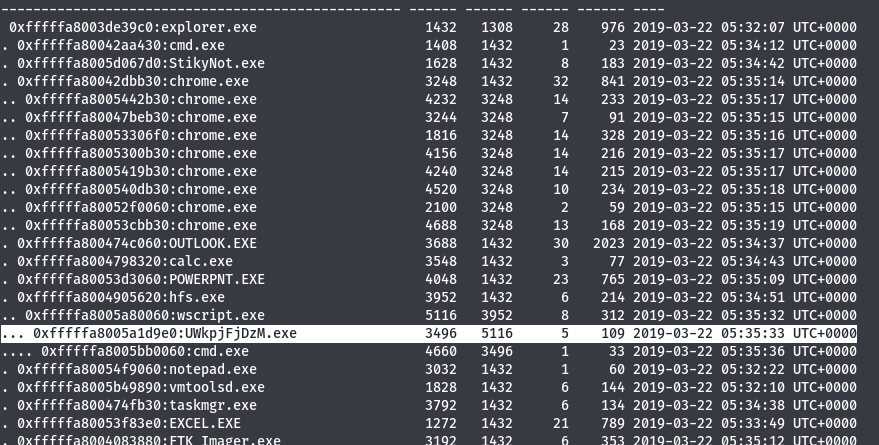 -------------------------------------------------- ------ ------ ------ ------ ----
0xfffffa8003de39c0:explorer.exe 1432 1308 28 976 2019-03-22 05:32:07 UTC+0000
. 0xfffffa80042aa430:cmd.exe 1408 1432 1 23 2019-03-22 05:34:12 UTC+0000
. 0xfffffa8005d067d0:StikyNot.exe 1628 1432 8 183 2019-03-22 05:34:42 UTC+0000
. 0xfffffa80042dbb30:chrome.exe 3248 1432 32 841 2019-03-22 05:35:14 UTC+0000
.. 0xfffffa8005442b30:chrome.exe 4232 3248 14 233 2019-03-22 05:35:17 UTC+0000
.. 0xfffffa80047beb30:chrome.exe 3244 3248 7 91 2019-03-22 05:35:15 UTC+0000
.. 0xfffffa80053306f0:chrome.exe 1816 3248 14 328 2019-03-22 05:35:16 UTC+0000
.. 0xfffffa8005300b30:chrome.exe 4156 3248 14 216 2019-03-22 05:35:17 UTC+0000
.. 0xfffffa8005419b30:chrome.exe 4240 3248 14 215 2019-03-22 05:35:17 UTC+0000
.. 0xfffffa800540db30:chrome.exe 4520 3248 10 234 2019-03-22 05:35:18 UTC+0000
.. 0xfffffa80052f0060:chrome.exe 2100 3248 2 59 2019-03-22 05:35:15 UTC+0000
.. 0xfffffa80053cbb30:chrome.exe 4688 3248 13 168 2019-03-22 05:35:19 UTC+0000
. 0xfffffa800474c060:OUTLOOK.EXE 3688 1432 30 2023 2019-03-22 05:34:37 UTC+0000
. 0xfffffa8004798320:calc.exe 3548 1432 3 77 2019-03-22 05:34:43 UTC+0000
. 0xfffffa80053d3060:POWERPNT.EXE 4048 1432 23 765 2019-03-22 05:35:09 UTC+0000
. 0xfffffa8004905620:hfs.exe 3952 1432 6 214 2019-03-22 05:34:51 UTC+0000
.. 0xfffffa8005a80060:wscript.exe 5116 3952 8 312 2019-03-22 05:35:32 UTC+0000
... 0xfffffa8005a1d9e0:UWkpjFjDzM.exe 3496 5116 5 109 2019-03-22 05:35:33 UTC+0000
.... 0xfffffa8005bb0060:cmd.exe 4660 3496 1 33 2019-03-22 05:35:36 UTC+0000
. 0xfffffa80054f9060:notepad.exe 3032 1432 1 60 2019-03-22 05:32:22 UTC+0000
. 0xfffffa8005b49890:vmtoolsd.exe 1828 1432 6 144 2019-03-22 05:32:10 UTC+0000
. 0xfffffa800474fb30:taskmgr.exe 3792 1432 6 134 2019-03-22 05:34:38 UTC+0000
. 0xfffffa80053f83e0:EXCEL.EXE 1272 1432 21 789 2019-03-22 05:33:49 UTC+0000
. 0xfffffa8004083880:FTK Imager.exe 3192 1432 6 353 2019-03-22 05:35:12 UTC+0000